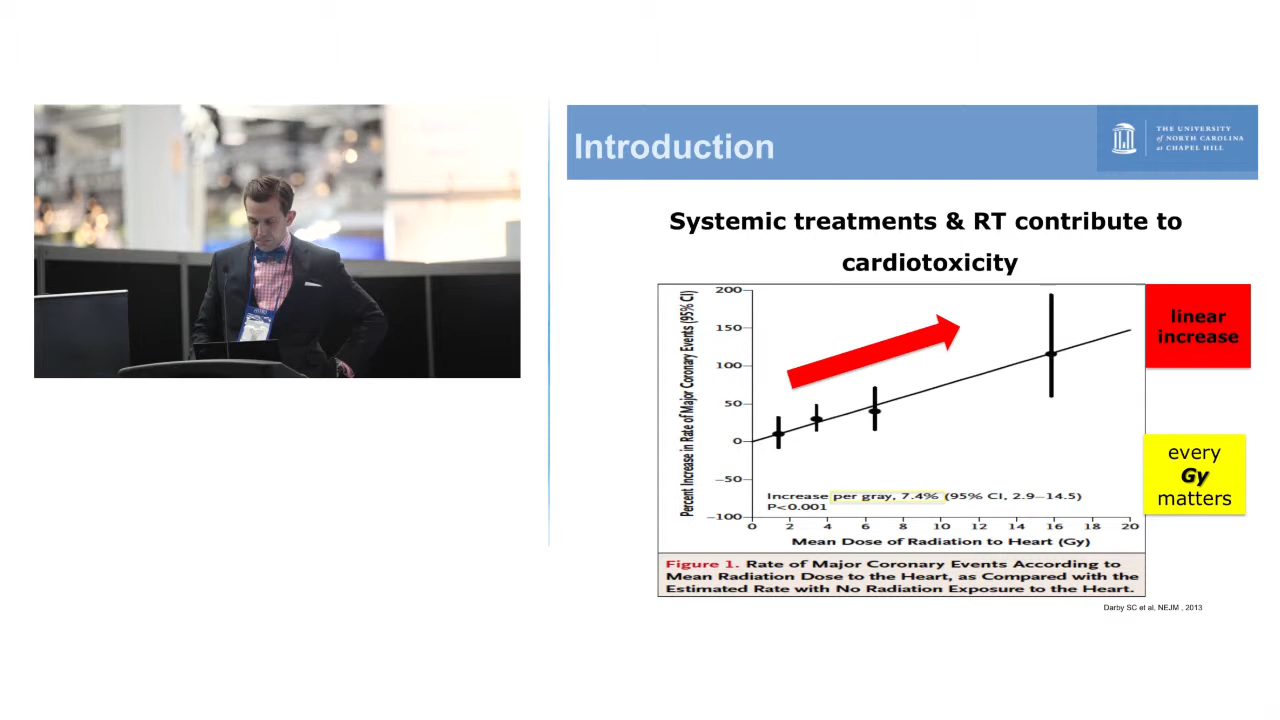 Introduction
THE UNIVERSITY
of NORTH CAROLINA
at CHAPEL HILL
Systemic treatments & RT contribute to
cardiotoxicity
Percent Increase in Rate of Major Coronary Events (95% CI)
200
150
100
50
0
−50
−100
0 2 4 6 8 10 12 14 16 18 20
Increase per gray, 7.4% (95% CI, 2.9–14.5)
P<0.001
Mean Dose of Radiation to Heart (Gy)
Figure 1. Rate of Major Coronary Events According to
Mean Radiation Dose to the Heart, as Compared with the
Estimated Rate with No Radiation Exposure to the Heart.
linear
increase
every
Gy
matters
Darby SC et al, NEJM , 2013